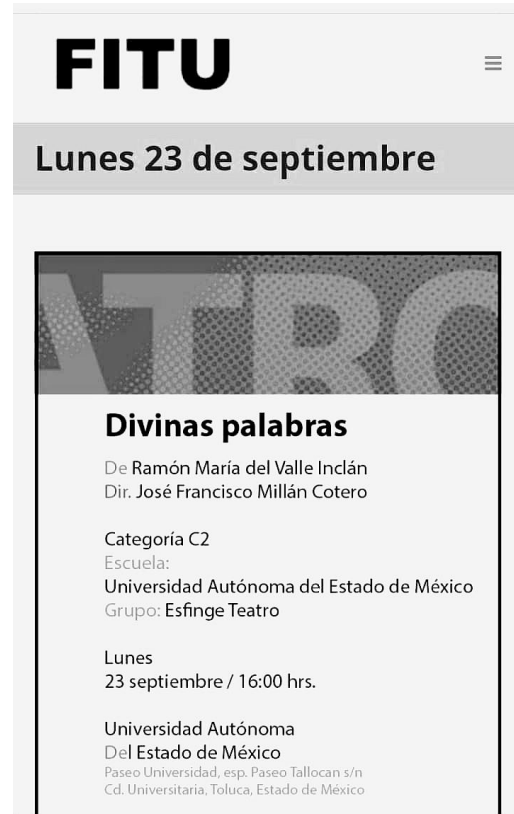 FITU
Lunes 23 de septiembre
ATRO
Divinas palabras
De Ramón María del Valle Inclán
Dir. José Francisco Millán Cotero
Categoría C2
Escuela:
Universidad Autónoma del Estado de México
Grupo: Esfinge Teatro
Lunes
23 septiembre / 16:00 hrs.
Universidad Autónoma
Del Estado de México
Paseo Universidad, esp. Paseo Tallocan s/n
Cd. Universitaria, Toluca, Estado de México